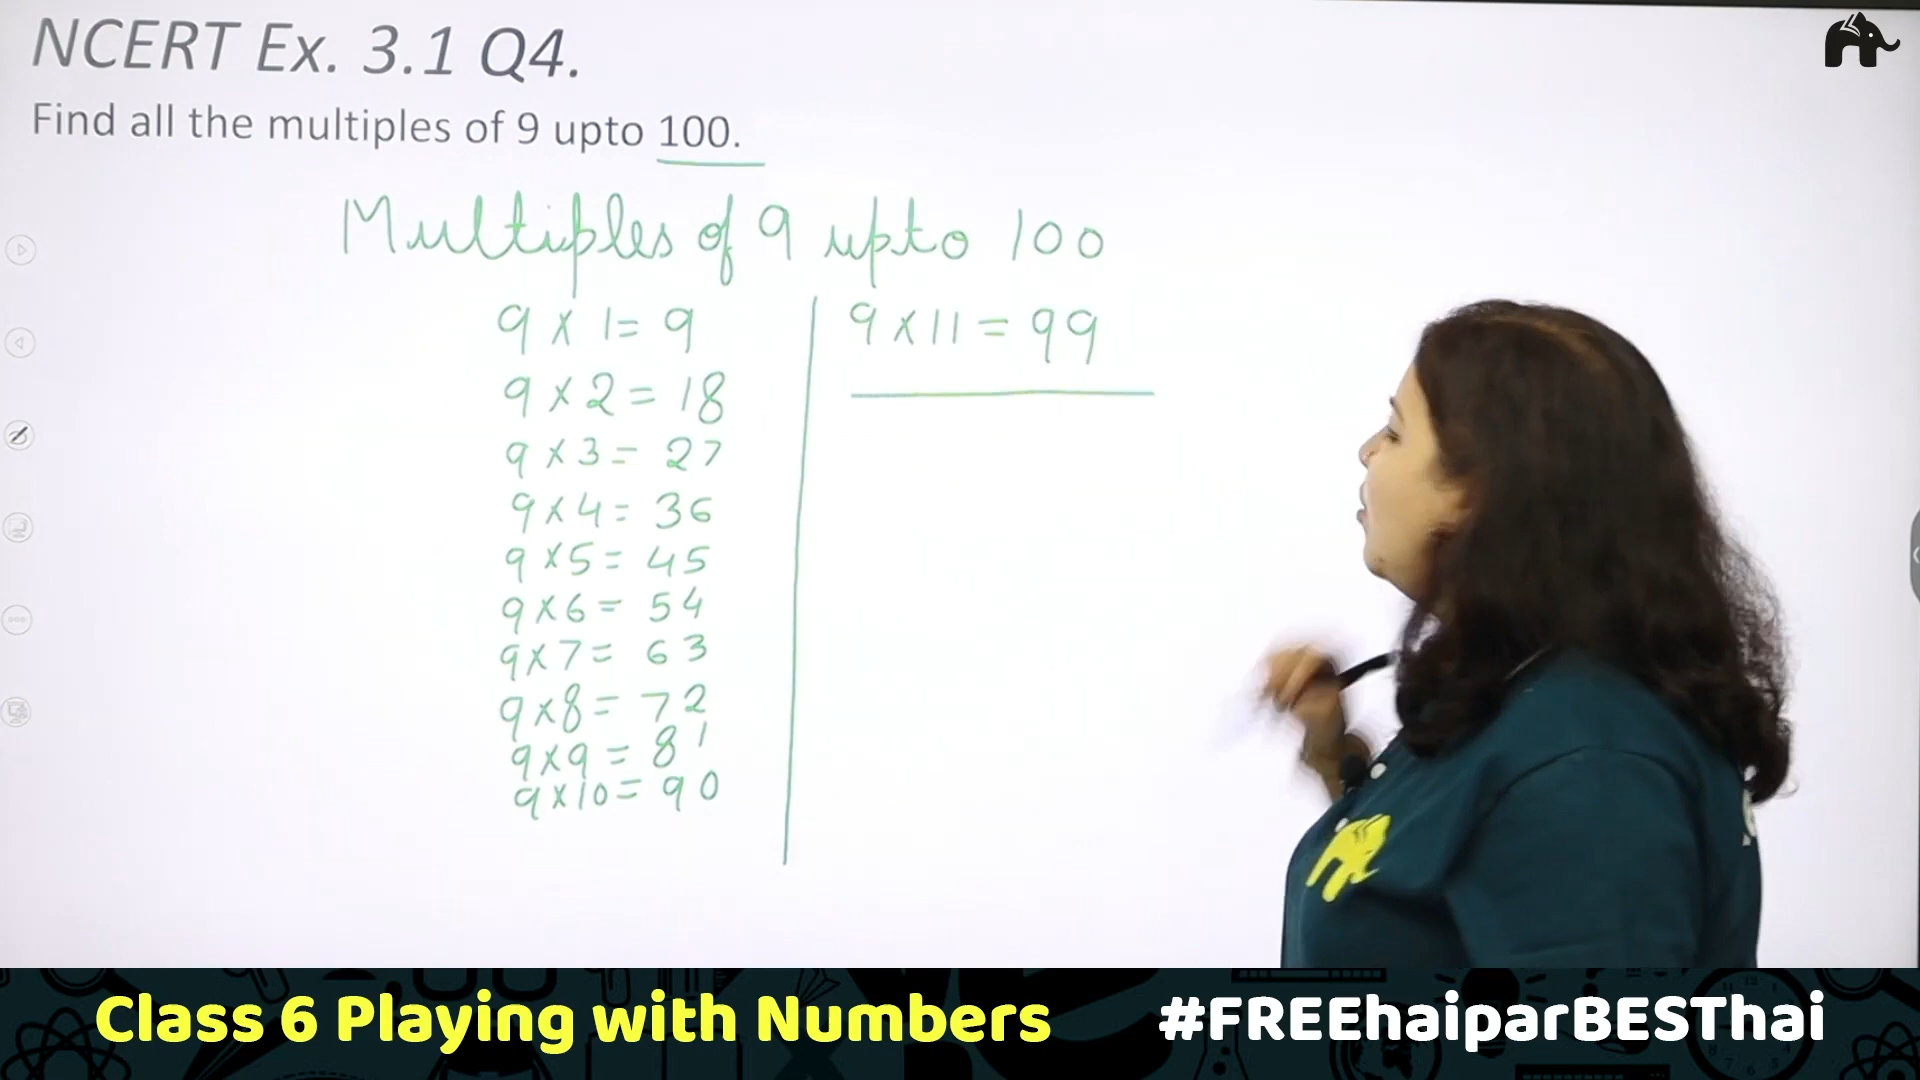 NCERT Ex. 3.1 Q4.
Find all the multiples of 9 upto 100.
Multiples of 9 upto 100
9 x 1 = 9
9 x 2 = 18
9 x 3 = 27
9 x 4 = 36
9 x 5 = 45
9 x 6 = 54
9 x 7 = 63
9 x 8 = 72
9 x 9 = 81
9 x 10 = 90
9 x 11 = 99
Class 6 Playing with Numbers
#FREEhaiparBESThai